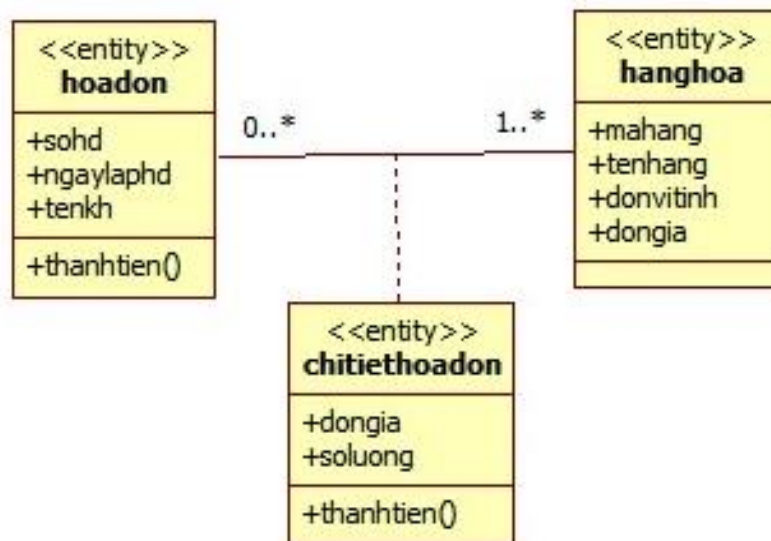 <<entity>>
hoadon
+sohd
+ngaylaphd
+tenkh
+thanhtien()
0..*
1..*
<<entity>>
hanghoa
+mahang
+tenhang
+donvitinh
+dongia
<<entity>>
chitiethoadon
+dongia
+soluong
+thanhtien()